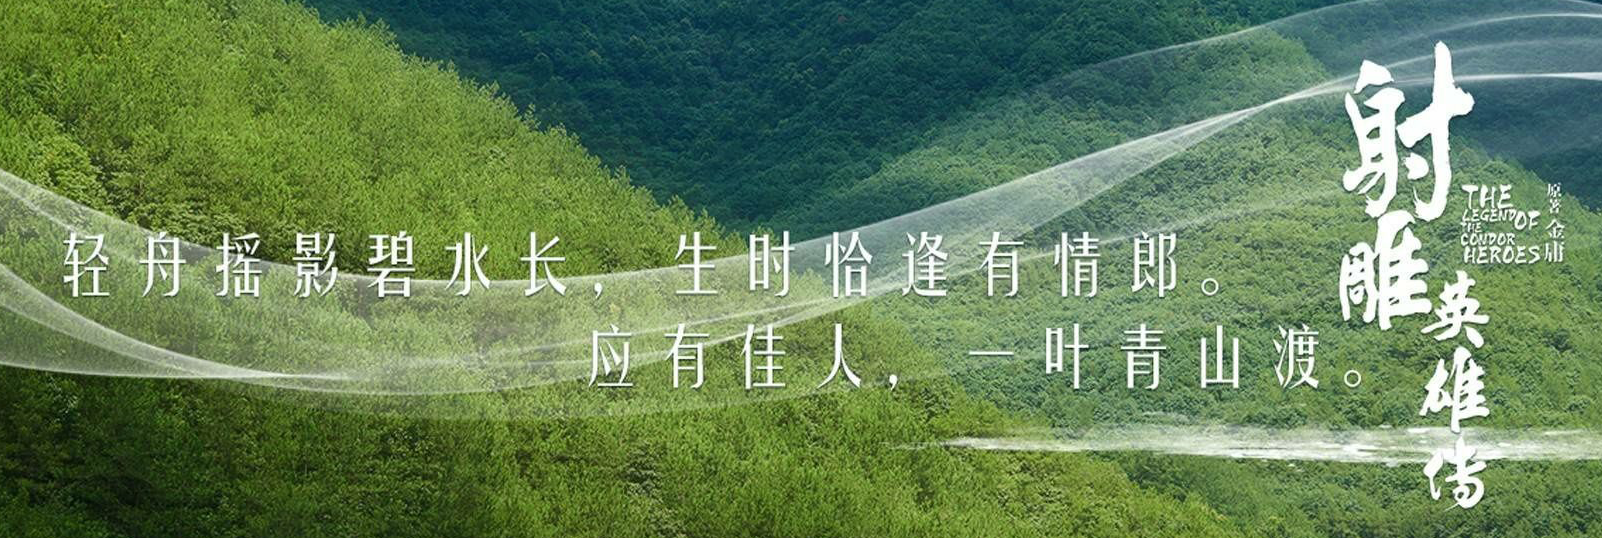 轻舟摇影碧水长，生时恰逢有情郎。
应有佳人，一叶青山渡。
射雕
英雄传
THE
LEGEND OF
THE
CONDOR
HEROES
原著 金庸